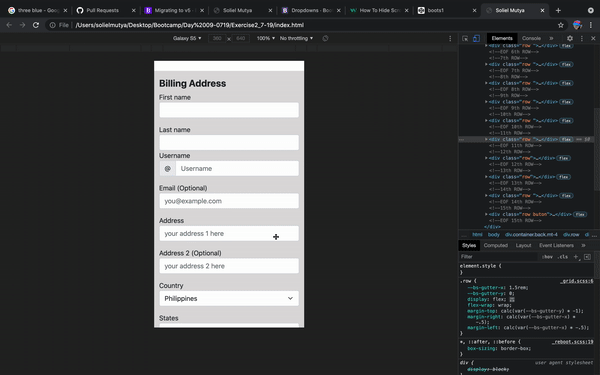 three blue – Goo
Pull Requests
Migrating to v5
Soliel Mutya
Dropdowns · Boo
How To Hide Scro
boots1
Soliel Mutya
File | /Users/solielmutya/Desktop/Bootcamp/Day%2009-0719/Exercise2_7-19/index.html
Galaxy S5 360 × 640 100% No throttling
Elements Console
Billing Address
First name
Last name
Username
@ Username
Email (Optional)
you@example.com
Address
your address 1 here
Address 2 (Optional)
your address 2 here
Country
Philippines
States
<div class="row ">…</div> flex
<!--EOF 6th ROW-->
<!--7th ROW-->
<div class="row ">…</div> flex
<!--EOF 7th ROW-->
<!--8th ROW-->
<div class="row ">…</div> flex
<!--EOF 8th ROW-->
<!--9th ROW-->
<div class="row ">…</div> flex
<!--EOF 9th ROW-->
<!--10th ROW-->
<div class="row ">…</div> flex
<!--EOF 10th ROW-->
<!--11th ROW-->
<div class="row ">…</div> flex == $0
<!--EOF 11th ROW-->
<!--12th ROW-->
<div class="row ">…</div> flex
<!--EOF 12th ROW-->
<!--13th ROW-->
<div class="row ">…</div> flex
<!--EOF 13th ROW-->
<!--14th ROW-->
<div class="row ">…</div> flex
<!--EOF 14th ROW-->
<!--15th ROW-->
<div class="row buton">…</div> flex
<!--EOF 15th ROW-->
</div>
html body div.container.back.mt-4 div.row di
Styles Computed Layout Event Listeners
Filter :hov .cls
element.style {
}
.row { _grid.scss:6
--bs-gutter-x: 1.5rem;
--bs-gutter-y: 0;
display: flex;
flex-wrap: wrap;
margin-top: calc(var(--bs-gutter-y) * -1);
margin-right: calc(var(--bs-gutter-x) *
-.5);
margin-left: calc(var(--bs-gutter-x) * -.5);
}
*, ::after, ::before { _reboot.scss:19
box-sizing: border-box;
}
div { user agent stylesheet
display: block;